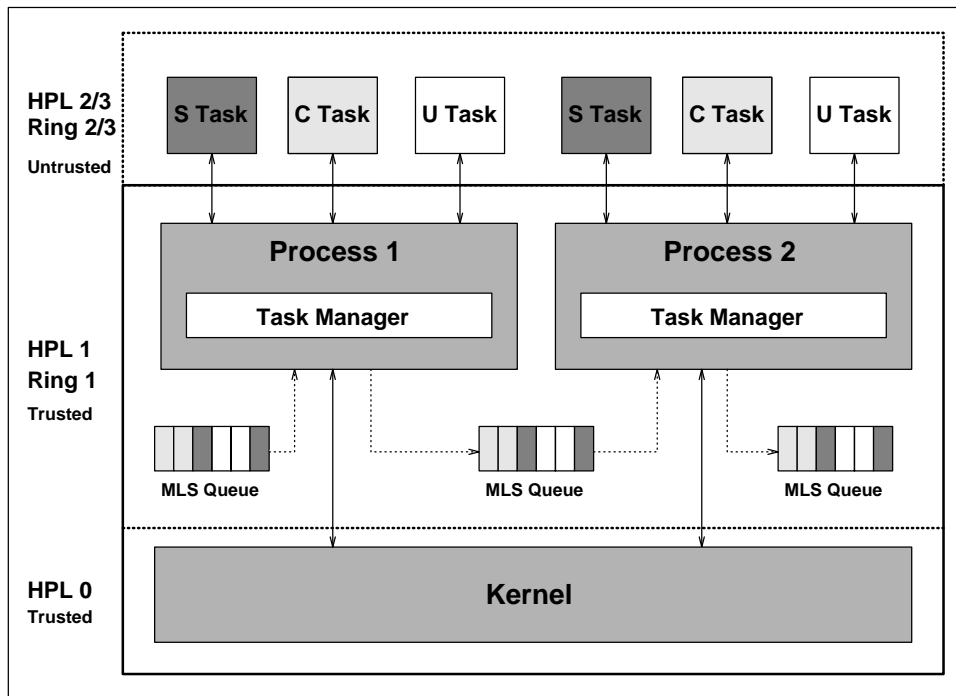 HPL 2/3
Ring 2/3
Untrusted
S Task
C Task
U Task
S Task
C Task
U Task
Process 1
Task Manager
Process 2
Task Manager
HPL 1
Ring 1
Trusted
MLS Queue
MLS Queue
MLS Queue
HPL 0
Trusted
Kernel